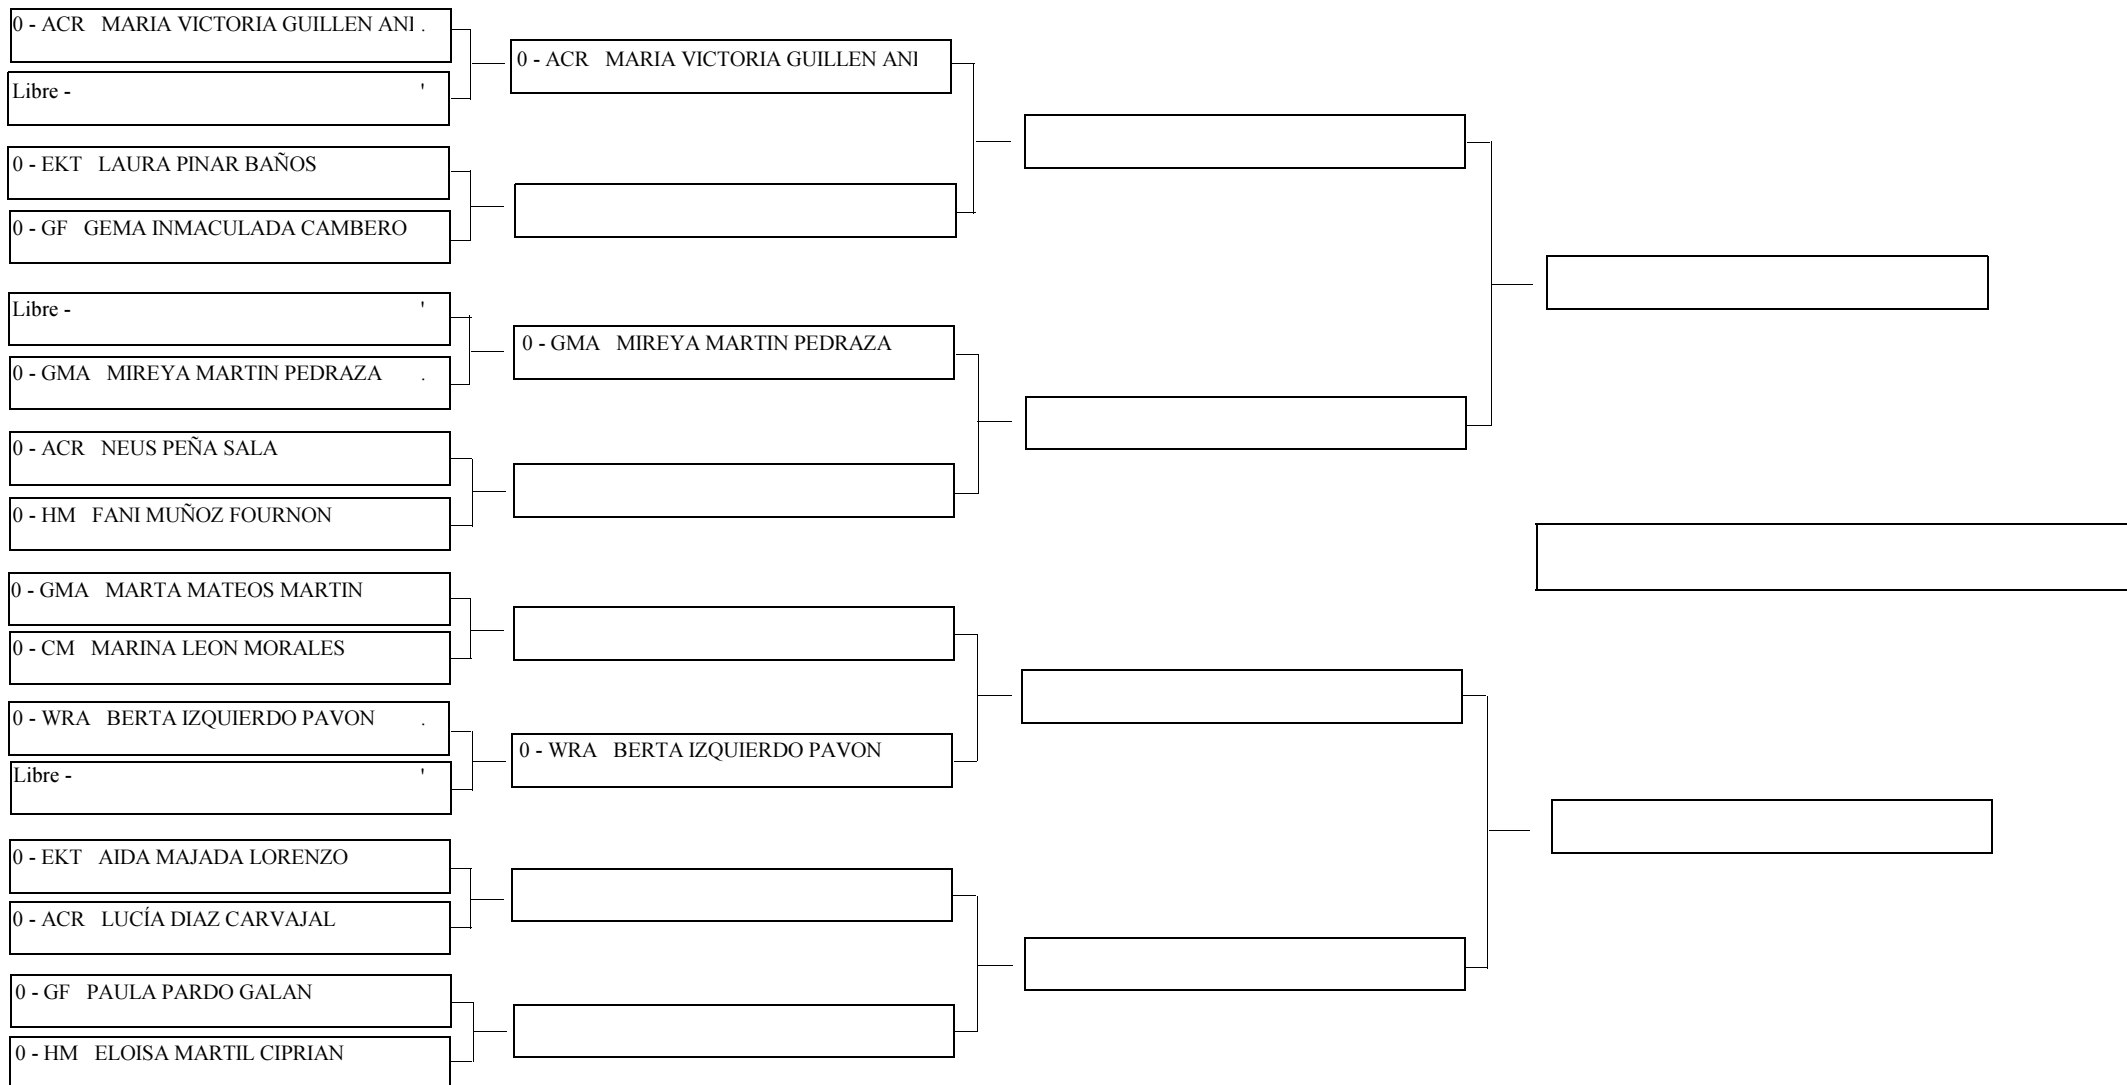 0 - ACR MARIA VICTORIA GUILLEN ANI .
Libre - '
0 - EKT LAURA PINAR BAÑOS
0 - GF GEMA INMACULADA CAMBERO
Libre - '
0 - GMA MIREYA MARTIN PEDRAZA .
0 - ACR NEUS PEÑA SALA
0 - HM FANI MUÑOZ FOURNON
0 - GMA MARTA MATEOS MARTIN
0 - CM MARINA LEON MORALES
0 - WRA BERTA IZQUIERDO PAVON .
Libre - '
0 - EKT AIDA MAJADA LORENZO
0 - ACR LUCÍA DIAZ CARVAJAL
0 - GF PAULA PARDO GALAN
0 - HM ELOISA MARTIL CIPRIAN
0 - ACR MARIA VICTORIA GUILLEN ANI
0 - GMA MIREYA MARTIN PEDRAZA
0 - WRA BERTA IZQUIERDO PAVON